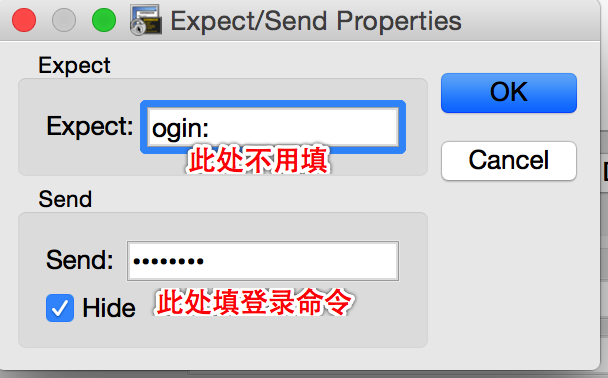 Expect/Send Properties
Expect
Expect: ogin:
此处不用填
OK
Cancel
Send
Send: ••••••••
Hide
此处填登录命令
D